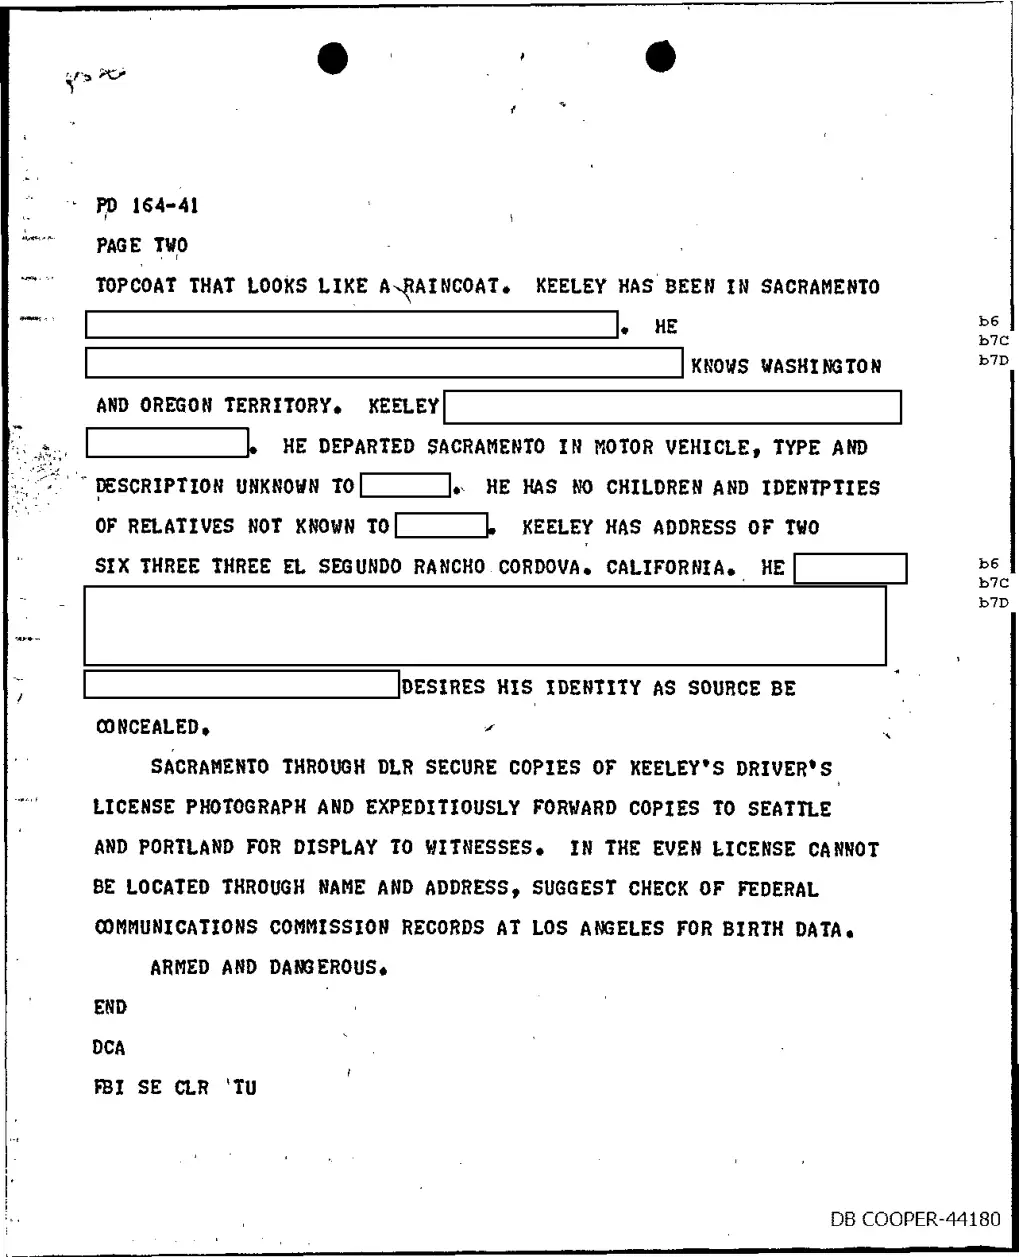 PD 164-41
PAGE TWO
TOPCOAT THAT LOOKS LIKE A RAINCOAT. KEELEY HAS BEEN IN SACRAMENTO
. HE
b6
b7C
KNOWS WASHINGTON
b7D
AND OREGON TERRITORY. KEELEY
. HE DEPARTED SACRAMENTO IN MOTOR VEHICLE, TYPE AND
DESCRIPTION UNKNOWN TO . HE HAS NO CHILDREN AND IDENTPTIES
OF RELATIVES NOT KNOWN TO . KEELEY HAS ADDRESS OF TWO
SIX THREE THREE EL SEGUNDO RANCHO CORDOVA. CALIFORNIA. HE
b6
b7C
b7D
DESIRES HIS IDENTITY AS SOURCE BE
CONCEALED.
SACRAMENTO THROUGH DLR SECURE COPIES OF KEELEY'S DRIVER'S
LICENSE PHOTOGRAPH AND EXPEDITIOUSLY FORWARD COPIES TO SEATTLE
AND PORTLAND FOR DISPLAY TO WITNESSES. IN THE EVEN LICENSE CANNOT
BE LOCATED THROUGH NAME AND ADDRESS, SUGGEST CHECK OF FEDERAL
COMMUNICATIONS COMMISSION RECORDS AT LOS ANGELES FOR BIRTH DATA.
ARMED AND DANGEROUS.
END
DCA
FBI SE CLR 'TU
DB COOPER-44180